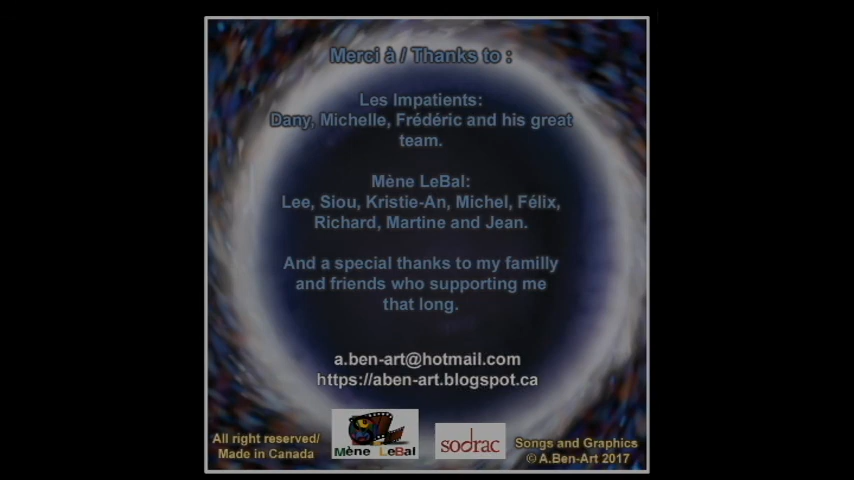 Merci à / Thanks to :
Les Impatients:
Dany, Michelle, Frédéric and his great
team.
Mène LeBal:
Lee, Siou, Kristie-An, Michel, Félix,
Richard, Martine and Jean.
And a special thanks to my familly
and friends who supporting me
that long.
a.ben-art@hotmail.com
https://aben-art.blogspot.ca
All right reserved/
Made in Canada
Mène LeBal
sodrac
Songs and Graphics
© A.Ben-Art 2017